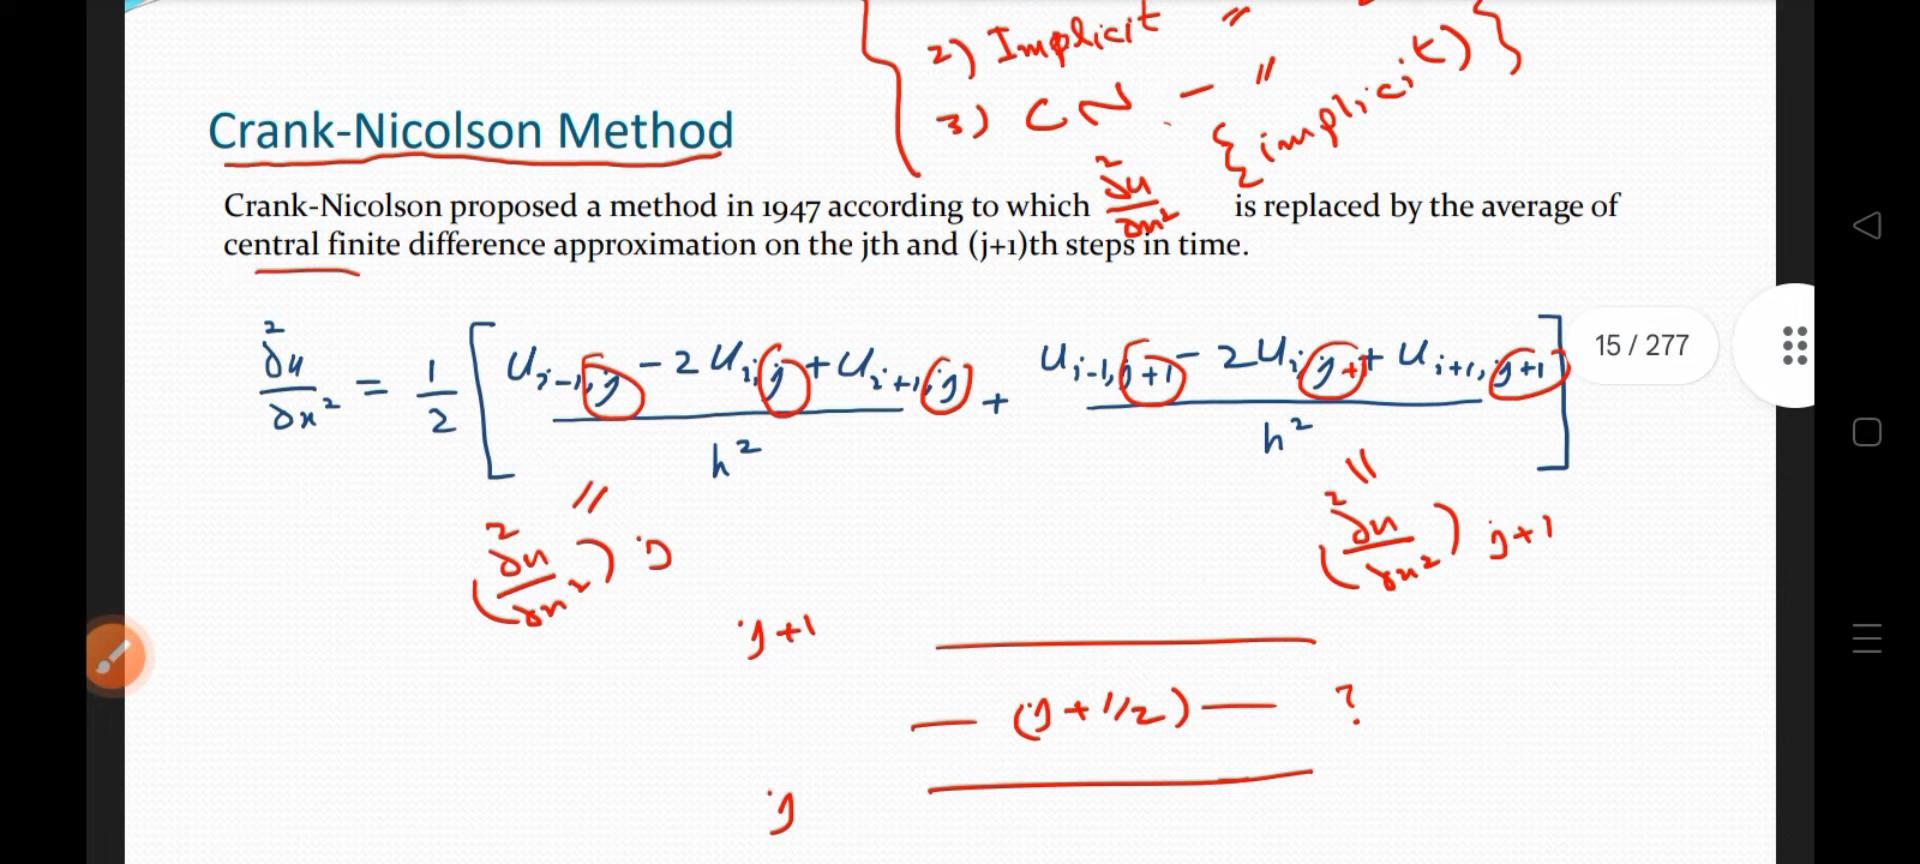 2) Implicit "
3) CN - " {implicit)}
Crank-Nicolson Method
Crank-Nicolson proposed a method in 1947 according to which ∂²u/∂x² is replaced by the average of
central finite difference approximation on the jth and (j+1)th steps in time.
∂²u/∂x² = 1/2 [ (u_{i-1,j} - 2u_{i,j} + u_{i+1,j})/h² + (u_{i-1,j+1} - 2u_{i,j+1} + u_{i+1,j+1})/h² ]
15 / 277
" "
(∂²u/∂x²) j (∂²u/∂x²) j+1
j+1
(j+1/2) ?
j